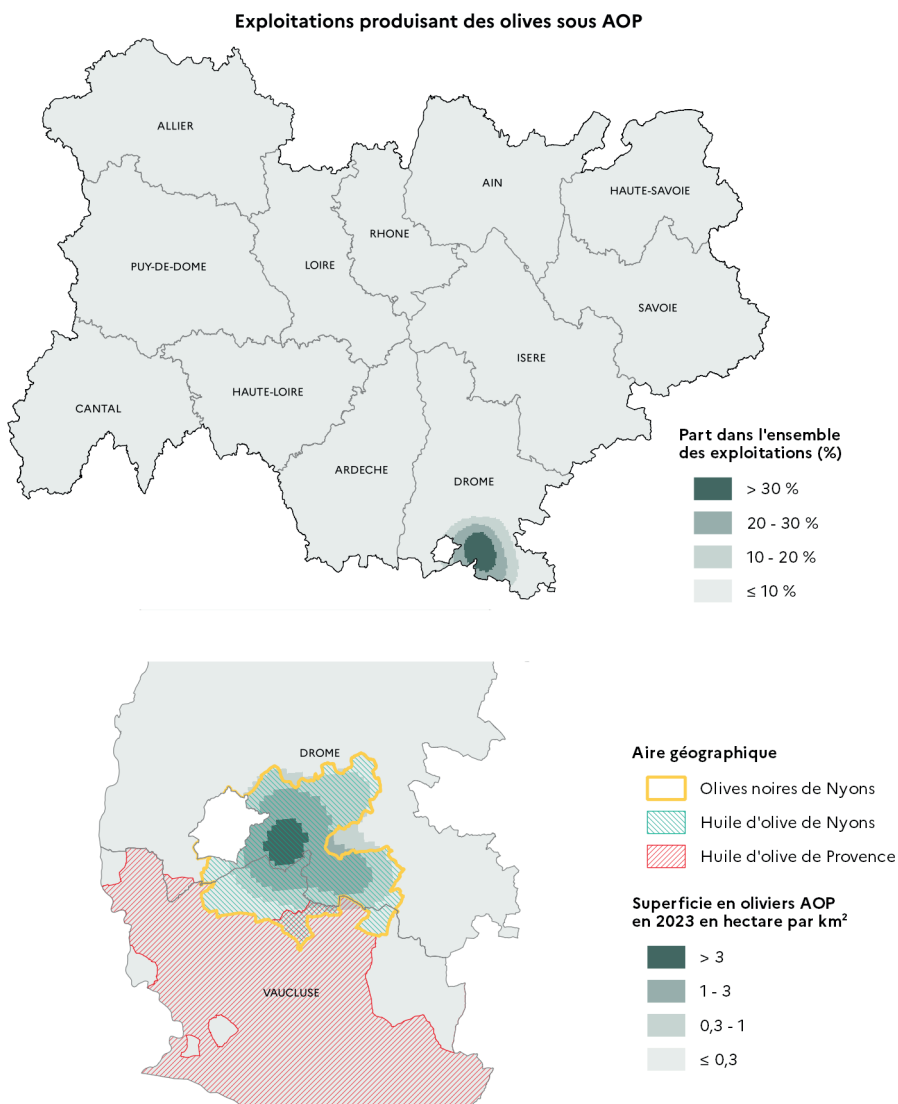 Exploitations produisant des olives sous AOP
ALLIER
AIN
HAUTE-SAVOIE
RHONE
PUY-DE-DOME
LOIRE
SAVOIE
ISERE
HAUTE-LOIRE
CANTAL
ARDECHE
DROME
Part dans l'ensemble
des exploitations (%)
> 30 %
20 - 30 %
10 - 20 %
≤ 10 %
DROME
VAUCLUSE
Aire géographique
Olives noires de Nyons
Huile d'olive de Nyons
Huile d'olive de Provence
Superficie en oliviers AOP
en 2023 en hectare par km²
> 3
1 - 3
0,3 - 1
≤ 0,3